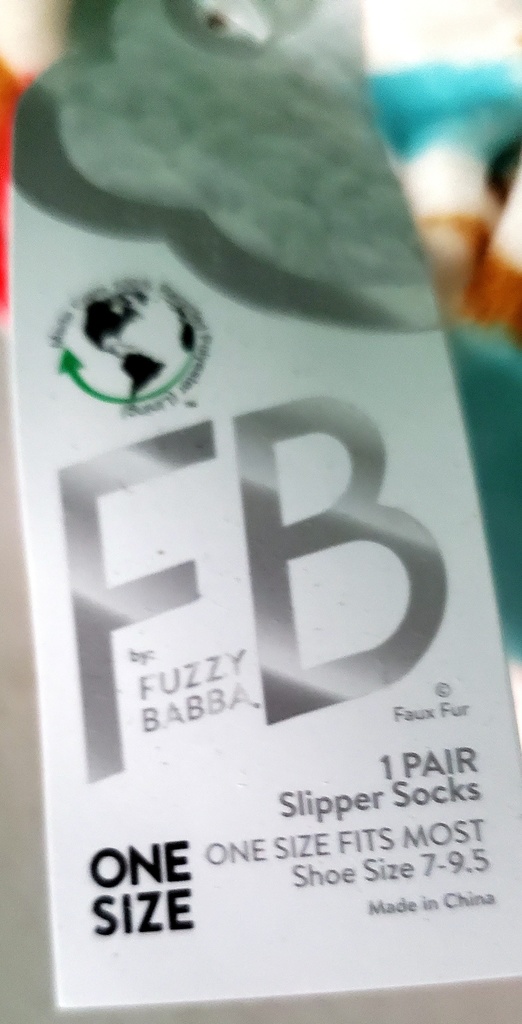 FB
by:
FUZZY
BABBA.
©
Faux Fur
1 PAIR
Slipper Socks
ONE SIZE
ONE SIZE FITS MOST
Shoe Size 7-9.5
Made in China